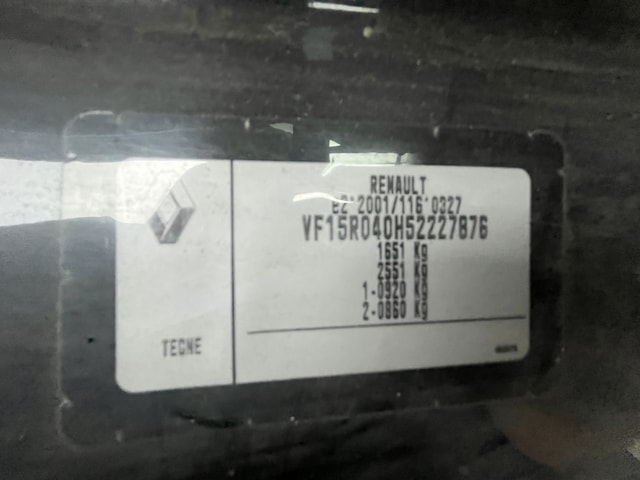 RENAULT
e2*2001/116*0327
VF15R040H52227876
1651 Kg
2551 Kg
1-0920 Kg
2-0860 Kg
TECNE